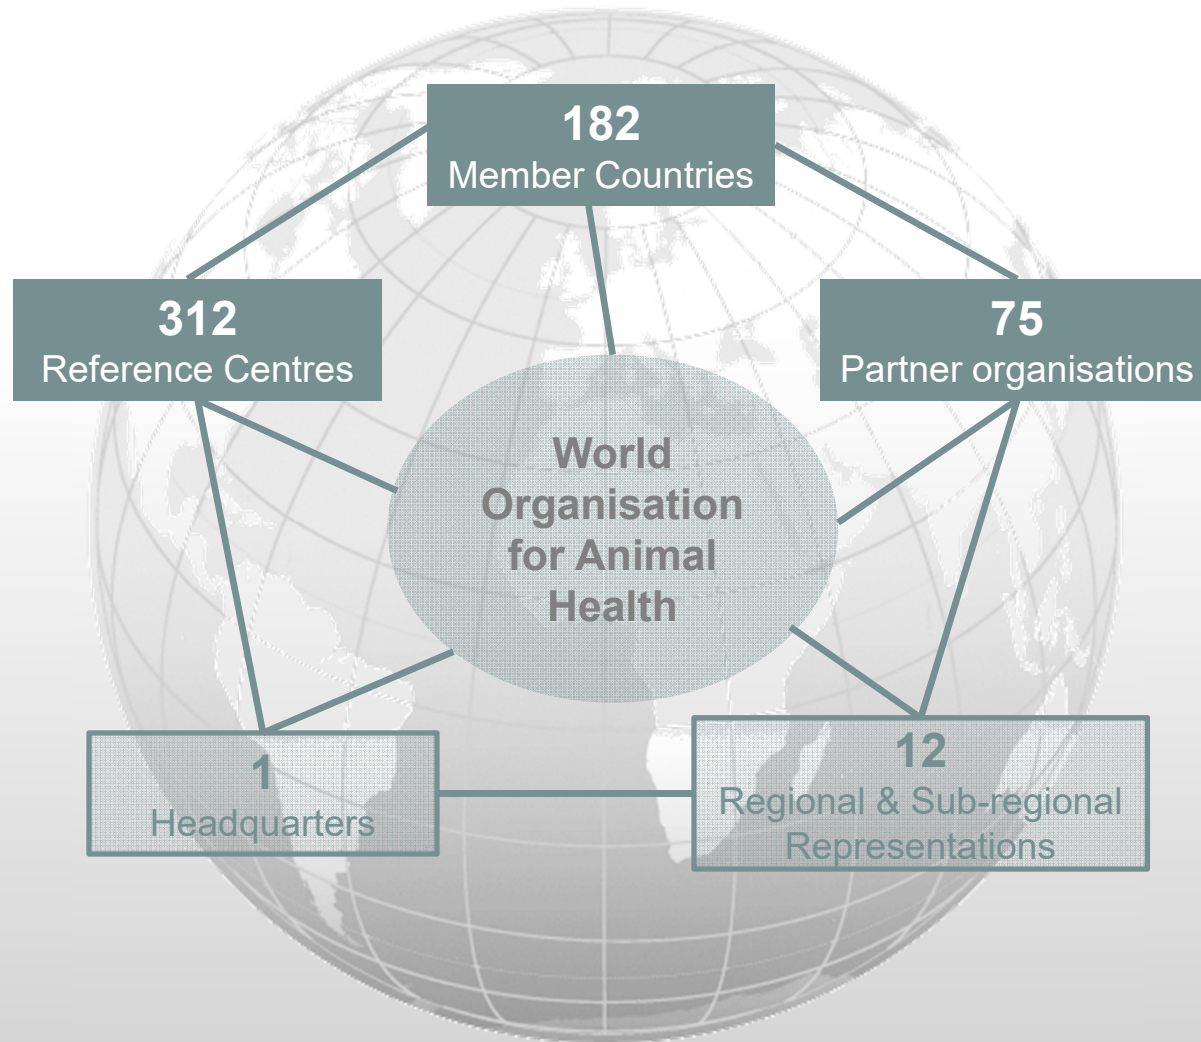 182
Member Countries
312
Reference Centres
75
Partner organisations
World
Organisation
for Animal
Health
1
Headquarters
12
Regional & Sub-regional
Representations